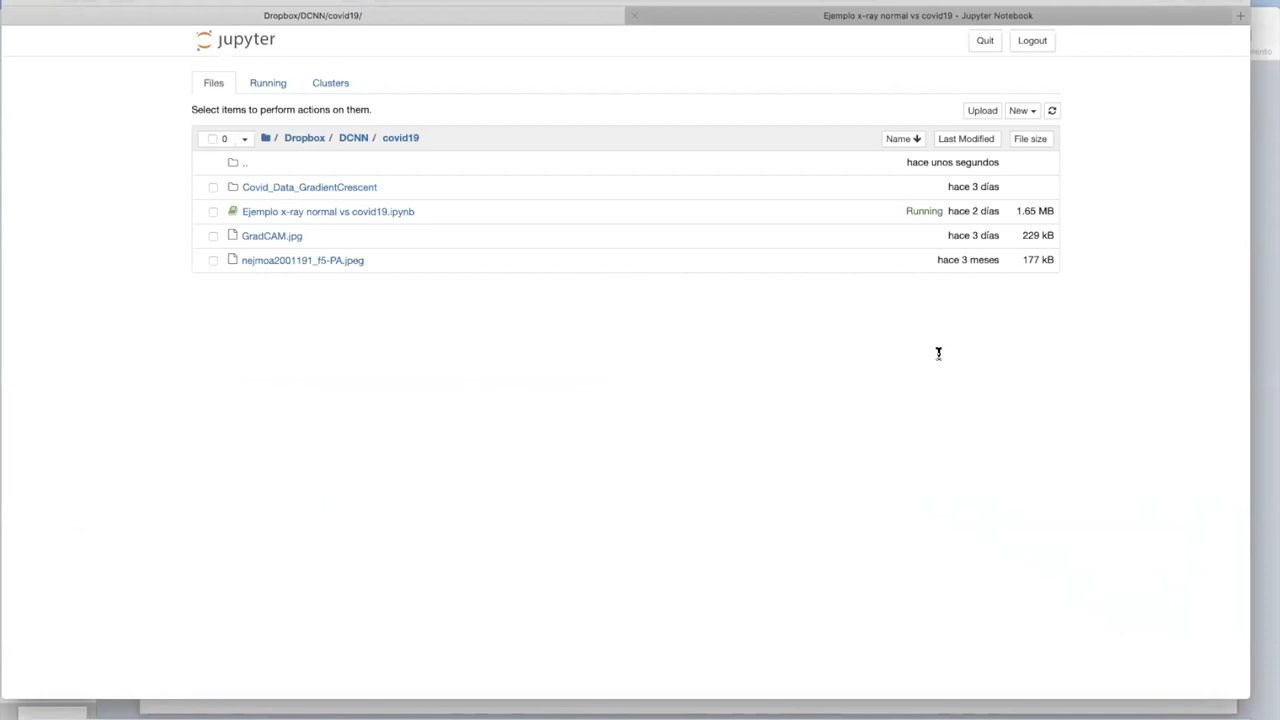 Dropbox/DCNN/covid19/ Ejemplo x-ray normal vs covid19 - Jupyter Notebook
jupyter Quit Logout
Files Running Clusters
Select items to perform actions on them. Upload New
0 / Dropbox / DCNN / covid19 Name Last Modified File size
.. hace unos segundos
Covid_Data_GradientCrescent hace 3 días
Ejemplo x-ray normal vs covid19.ipynb Running hace 2 días 1.65 MB
GradCAM.jpg hace 3 días 229 kB
nejmoa2001191_f5-PA.jpeg hace 3 meses 177 kB